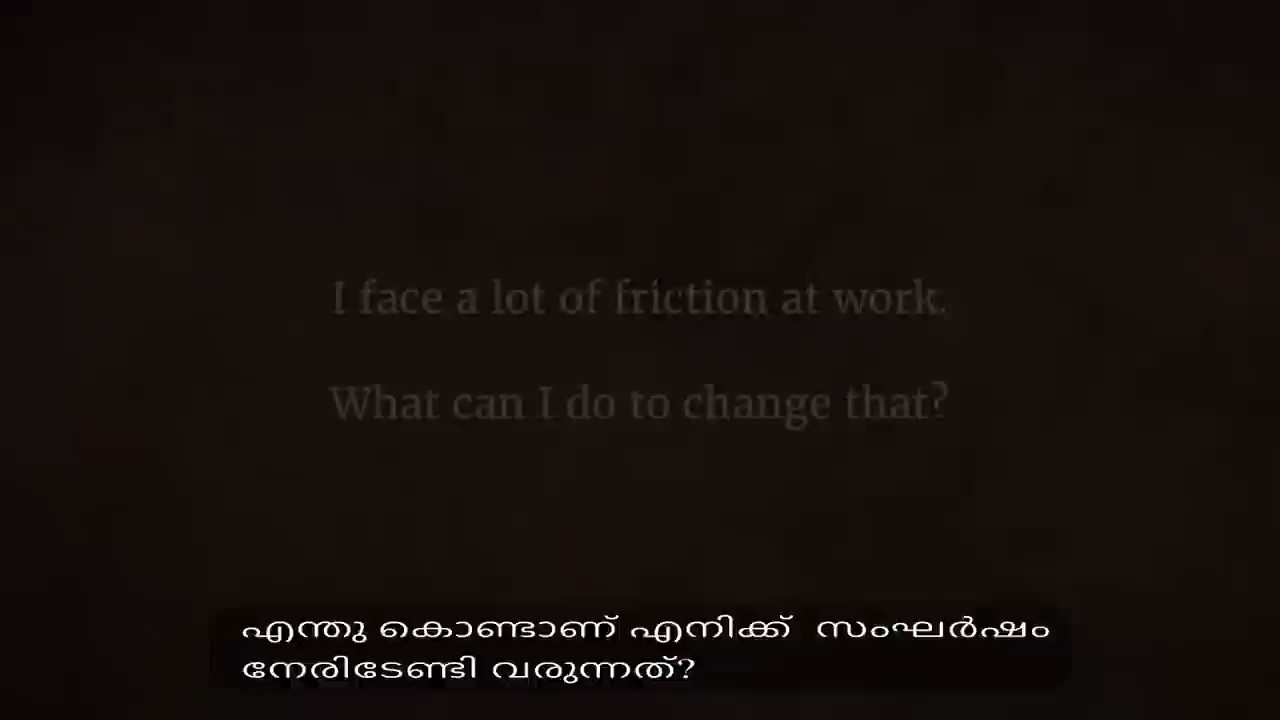 I face a lot of friction at work.
What can I do to change that?
എന്തു കൊണ്ടാണ് എനിക്ക് സംഘർഷം
നേരിടേണ്ടി വരുന്നത്?